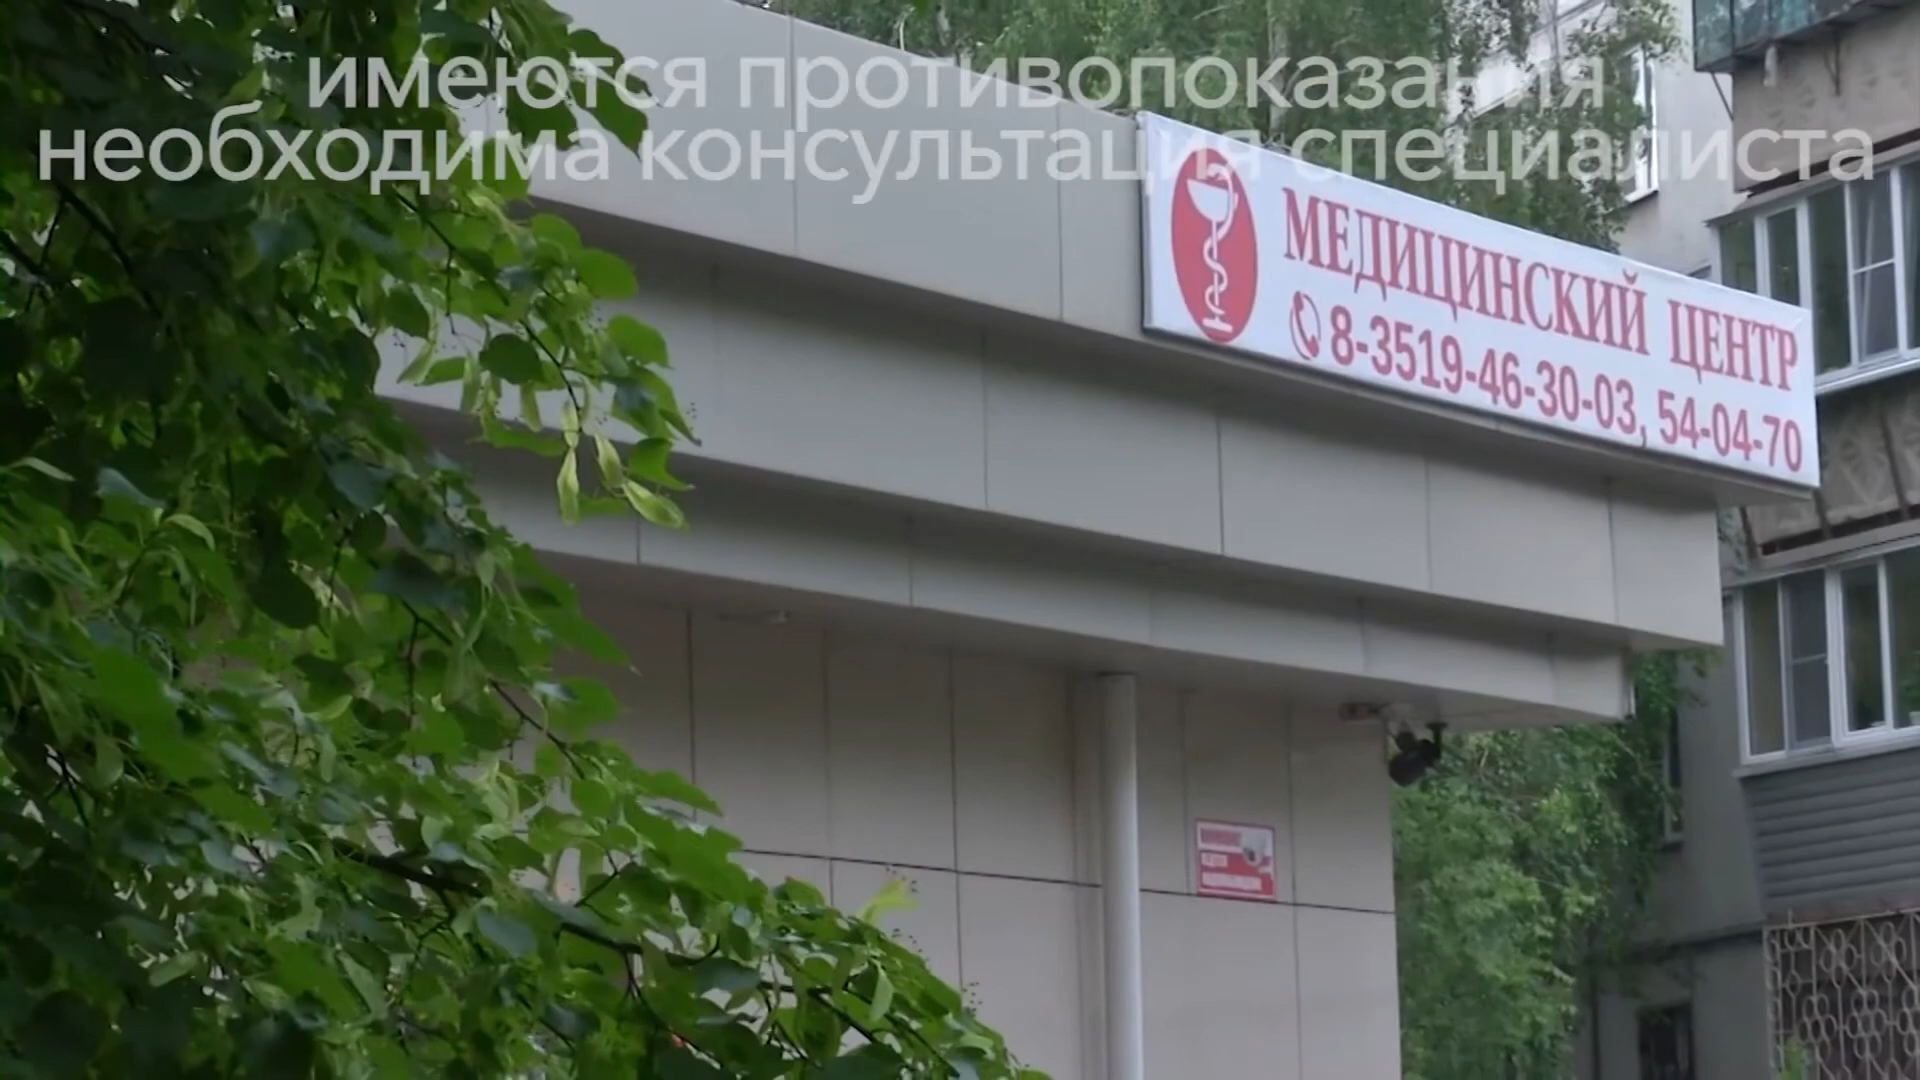 имеются противопоказания
необходима консультация специалиста
МЕДИЦИНСКИЙ ЦЕНТР
8-3519-46-30-03, 54-04-70